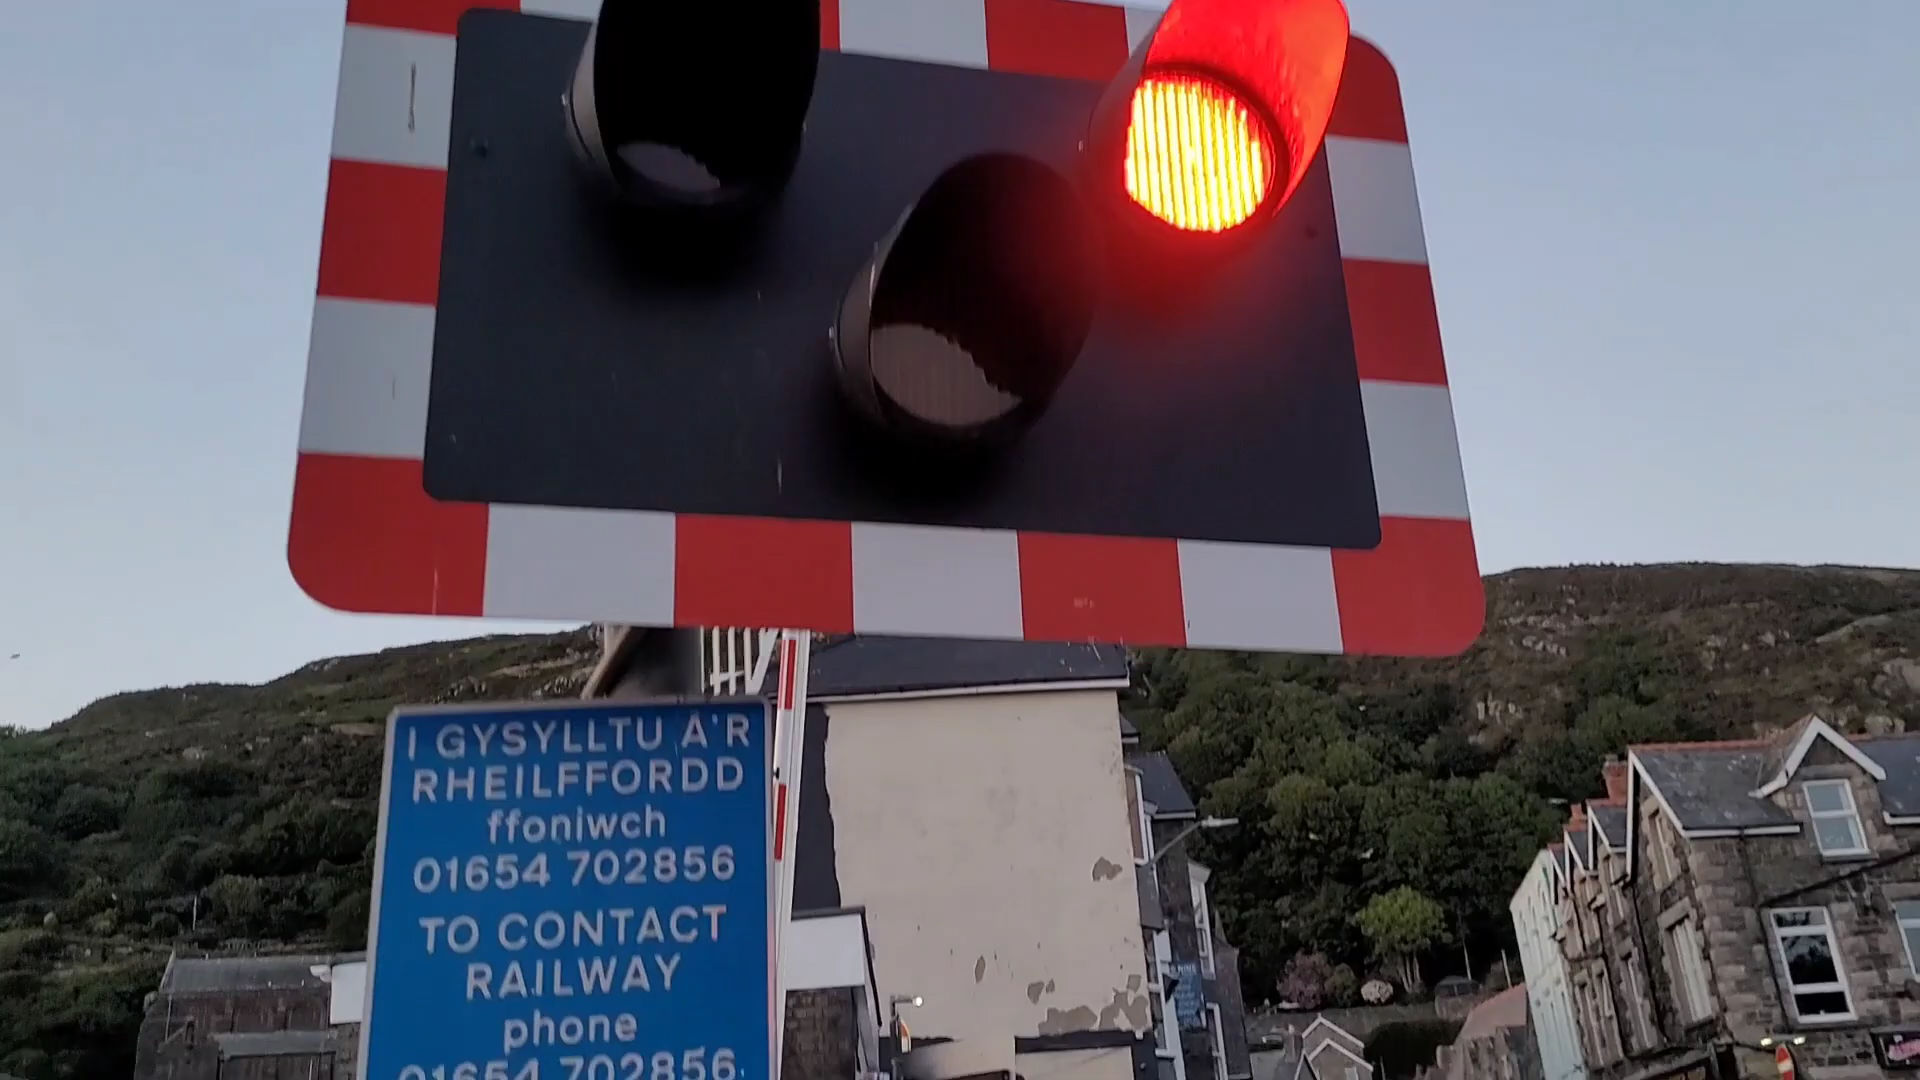 I GYSYLLTU Â'R
RHEILFFORDD
ffoniwch
01654 702856
TO CONTACT
RAILWAY
phone
01654 702856